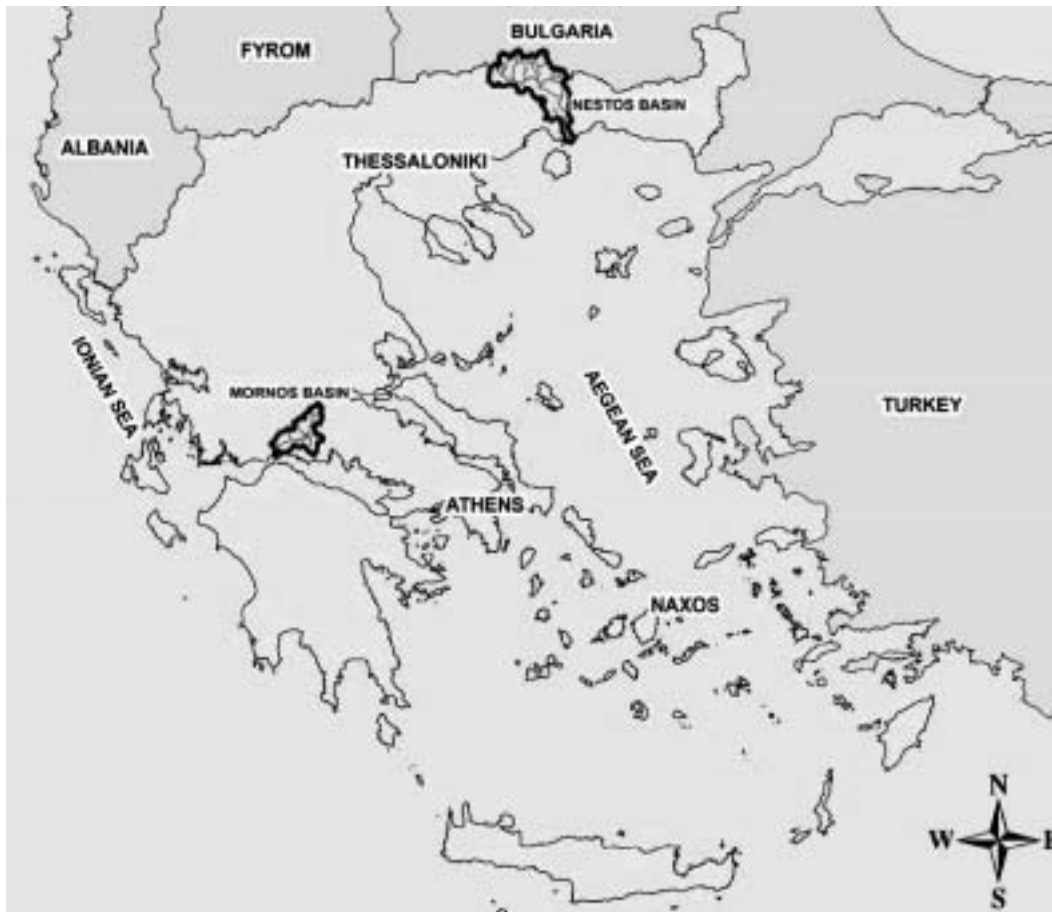 BULGARIA
FYROM
NESTOS BASIN
ALBANIA
THESSALONIKI
IONIAN SEA
MORNOS BASIN
AEGEAN SEA
TURKEY
ATHENS
NAXOS
N
W E
S